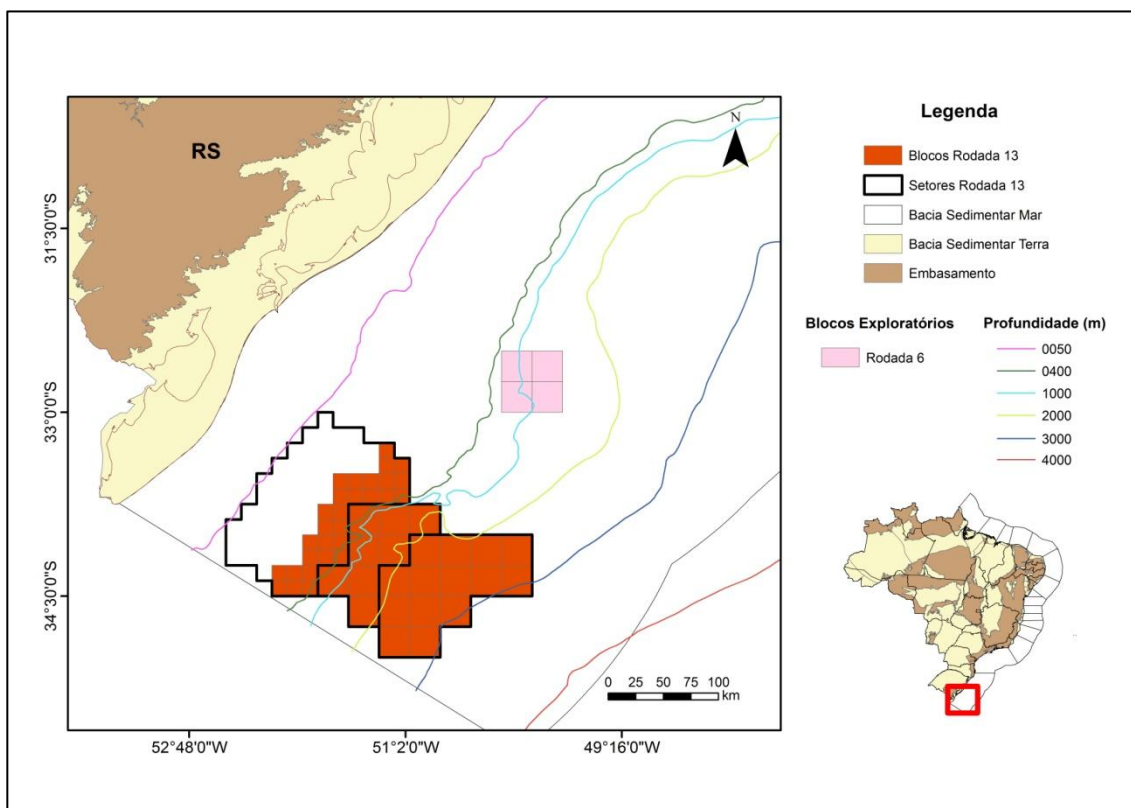 RS
N
31°30'0"S
33°0'0"S
34°30'0"S
52°48'0"W
51°2'0"W
49°16'0"W
0 25 50 75 100
km
Legenda
Blocos Rodada 13
Setores Rodada 13
Bacia Sedimentar Mar
Bacia Sedimentar Terra
Embasamento
Blocos Exploratórios
Rodada 6
Profundidade (m)
0050
0400
1000
2000
3000
4000